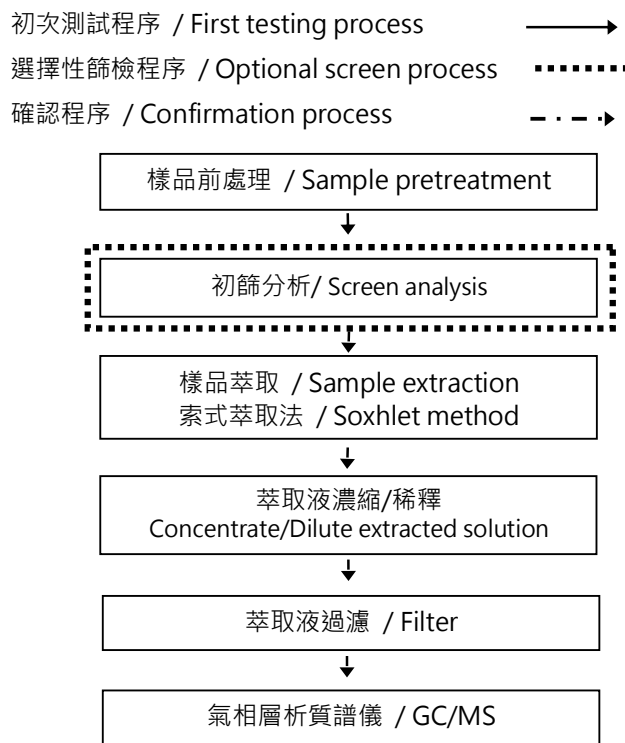 初次測試程序 / First testing process
選擇性篩檢程序 / Optional screen process
確認程序 / Confirmation process
樣品前處理 / Sample pretreatment
初篩分析/ Screen analysis
樣品萃取 / Sample extraction
索式萃取法 / Soxhlet method
萃取液濃縮/稀釋
Concentrate/Dilute extracted solution
萃取液過濾 / Filter
氣相層析質譜儀 / GC/MS